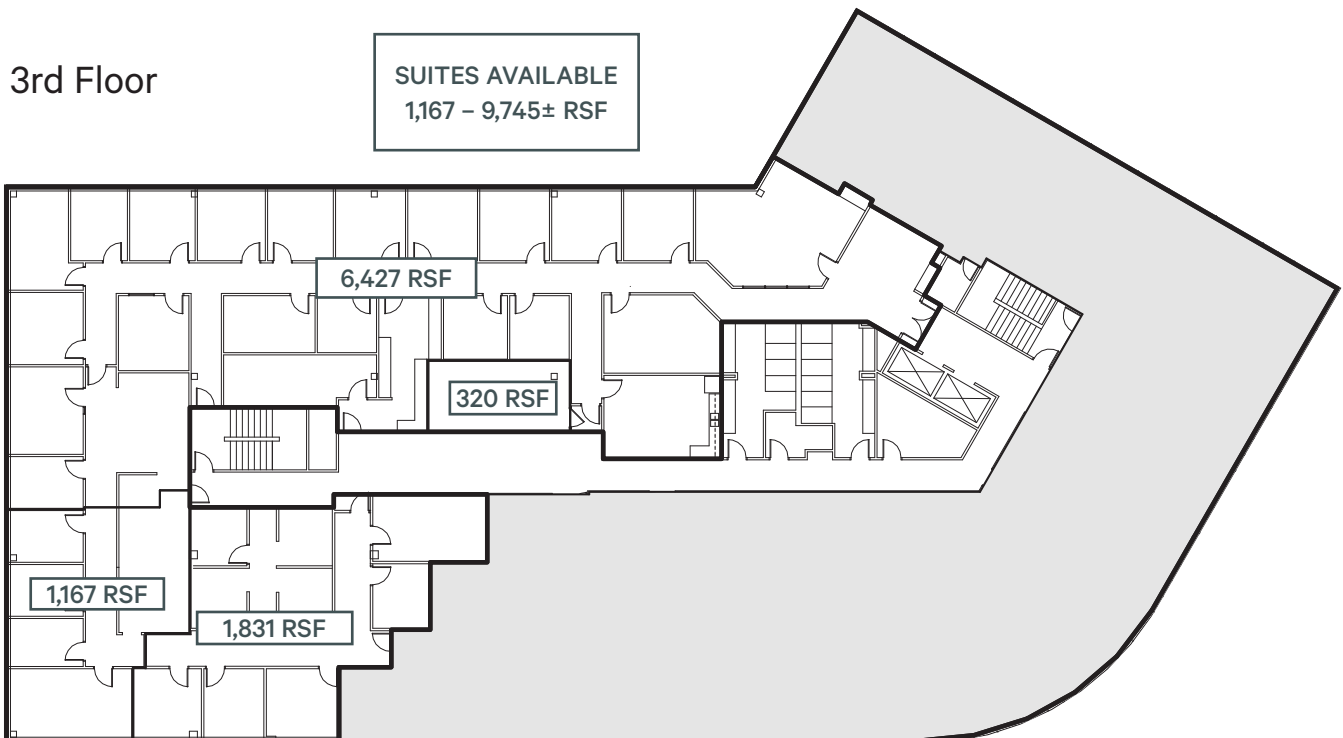 3rd Floor
SUITES AVAILABLE
1,167 – 9,745± RSF
6,427 RSF
320 RSF
1,167 RSF
1,831 RSF